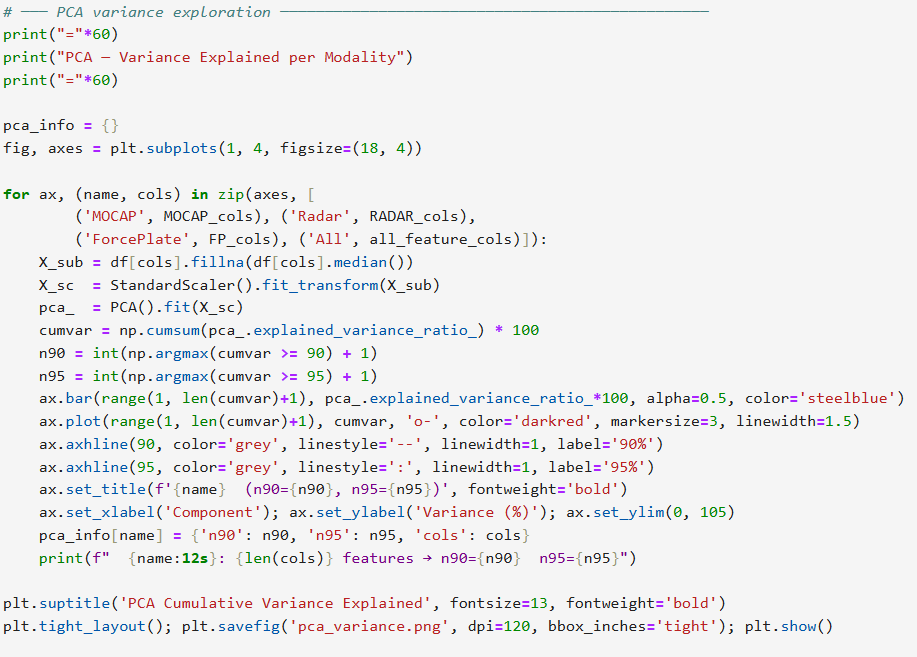 # ─── PCA variance exploration ────────────────────────────────────────────────
print("="*60)
print("PCA — Variance Explained per Modality")
print("="*60)

pca_info = {}
fig, axes = plt.subplots(1, 4, figsize=(18, 4))

for ax, (name, cols) in zip(axes, [
        ('MOCAP', MOCAP_cols), ('Radar', RADAR_cols),
        ('ForcePlate', FP_cols), ('All', all_feature_cols)]):
    X_sub = df[cols].fillna(df[cols].median())
    X_sc  = StandardScaler().fit_transform(X_sub)
    pca_  = PCA().fit(X_sc)
    cumvar = np.cumsum(pca_.explained_variance_ratio_) * 100
    n90 = int(np.argmax(cumvar >= 90) + 1)
    n95 = int(np.argmax(cumvar >= 95) + 1)
    ax.bar(range(1, len(cumvar)+1), pca_.explained_variance_ratio_*100, alpha=0.5, color='steelblue')
    ax.plot(range(1, len(cumvar)+1), cumvar, 'o-', color='darkred', markersize=3, linewidth=1.5)
    ax.axhline(90, color='grey', linestyle='--', linewidth=1, label='90%')
    ax.axhline(95, color='grey', linestyle=':', linewidth=1, label='95%')
    ax.set_title(f'{name}  (n90={n90}, n95={n95})', fontweight='bold')
    ax.set_xlabel('Component'); ax.set_ylabel('Variance (%)'); ax.set_ylim(0, 105)
    pca_info[name] = {'n90': n90, 'n95': n95, 'cols': cols}
    print(f"  {name:12s}: {len(cols)} features → n90={n90}  n95={n95}")

plt.suptitle('PCA Cumulative Variance Explained', fontsize=13, fontweight='bold')
plt.tight_layout(); plt.savefig('pca_variance.png', dpi=120, bbox_inches='tight'); plt.show()